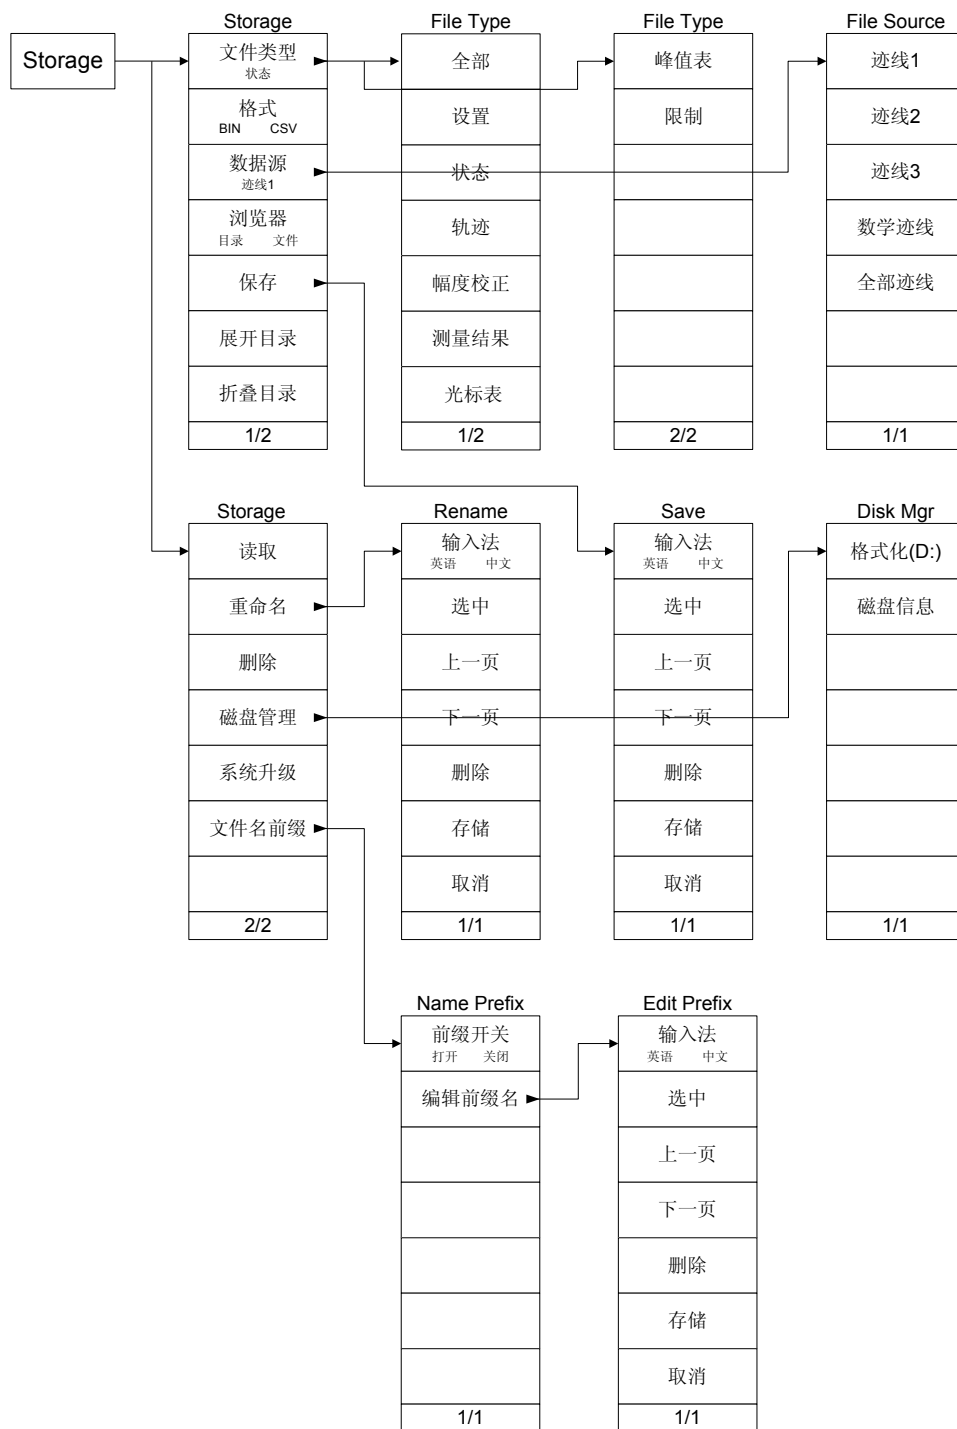 Storage
Storage
文件类型
状态
格式
BIN CSV
数据源
迹线1
浏览器
目录 文件
保存
展开目录
折叠目录
1/2
File Type
全部
设置
状态
轨迹
幅度校正
测量结果
光标表
1/2
File Type
峰值表
限制
2/2
File Source
迹线1
迹线2
迹线3
数学迹线
全部迹线
1/1
Storage
读取
重命名
删除
磁盘管理
系统升级
文件名前缀
2/2
Rename
输入法
英语 中文
选中
上一页
下一页
删除
存储
取消
1/1
Save
输入法
英语 中文
选中
上一页
下一页
删除
存储
取消
1/1
Disk Mgr
格式化(D:)
磁盘信息
1/1
Name Prefix
前缀开关
打开 关闭
编辑前缀名
1/1
Edit Prefix
输入法
英语 中文
选中
上一页
下一页
删除
存储
取消
1/1